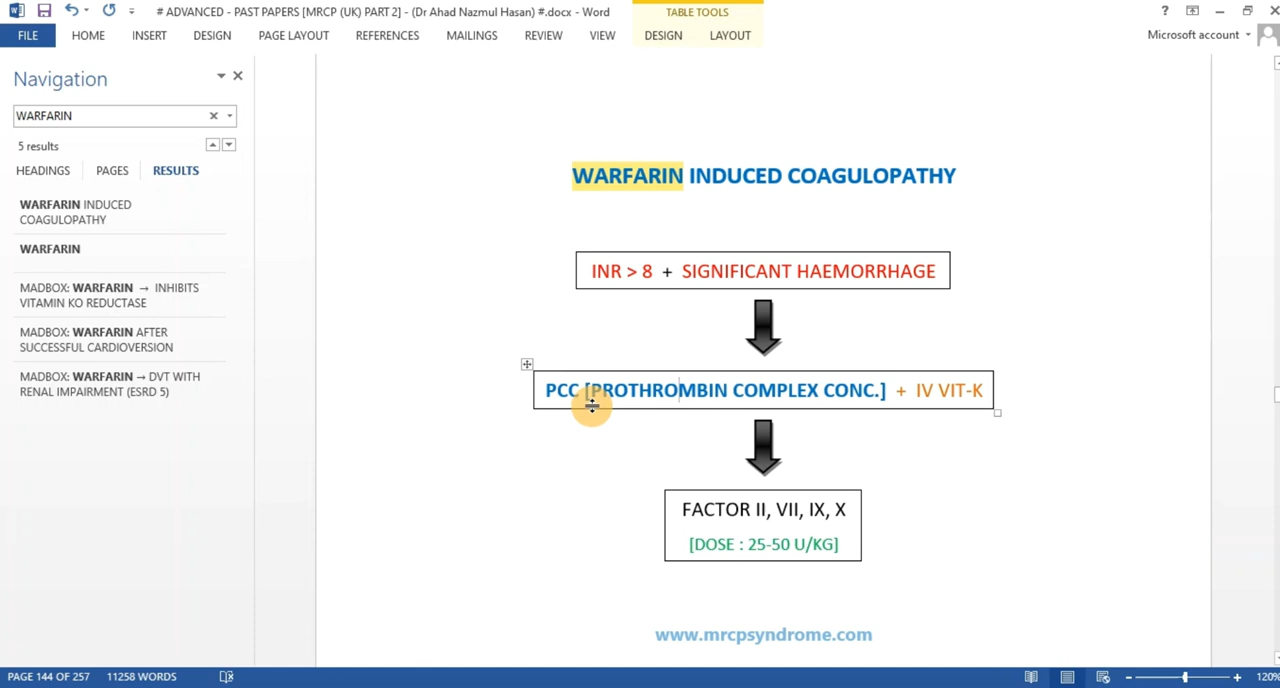 # ADVANCED - PAST PAPERS [MRCP (UK) PART 2] - (Dr Ahad Nazmul Hasan) #.docx - Word
TABLE TOOLS
?
FILE
HOME
INSERT
DESIGN
PAGE LAYOUT
REFERENCES
MAILINGS
REVIEW
VIEW
DESIGN
LAYOUT
Microsoft account
Navigation
WARFARIN
5 results
HEADINGS
PAGES
RESULTS
WARFARIN INDUCED
COAGULOPATHY
WARFARIN
MADBOX: WARFARIN → INHIBITS
VITAMIN KO REDUCTASE
MADBOX: WARFARIN AFTER
SUCCESSFUL CARDIOVERSION
MADBOX: WARFARIN → DVT WITH
RENAL IMPAIRMENT (ESRD 5)
WARFARIN INDUCED COAGULOPATHY
INR > 8 + SIGNIFICANT HAEMORRHAGE
PCC [PROTHROMBIN COMPLEX CONC.] + IV VIT-K
FACTOR II, VII, IX, X
[DOSE : 25-50 U/KG]
www.mrcpsyndrome.com
PAGE 144 OF 257
11258 WORDS
120%